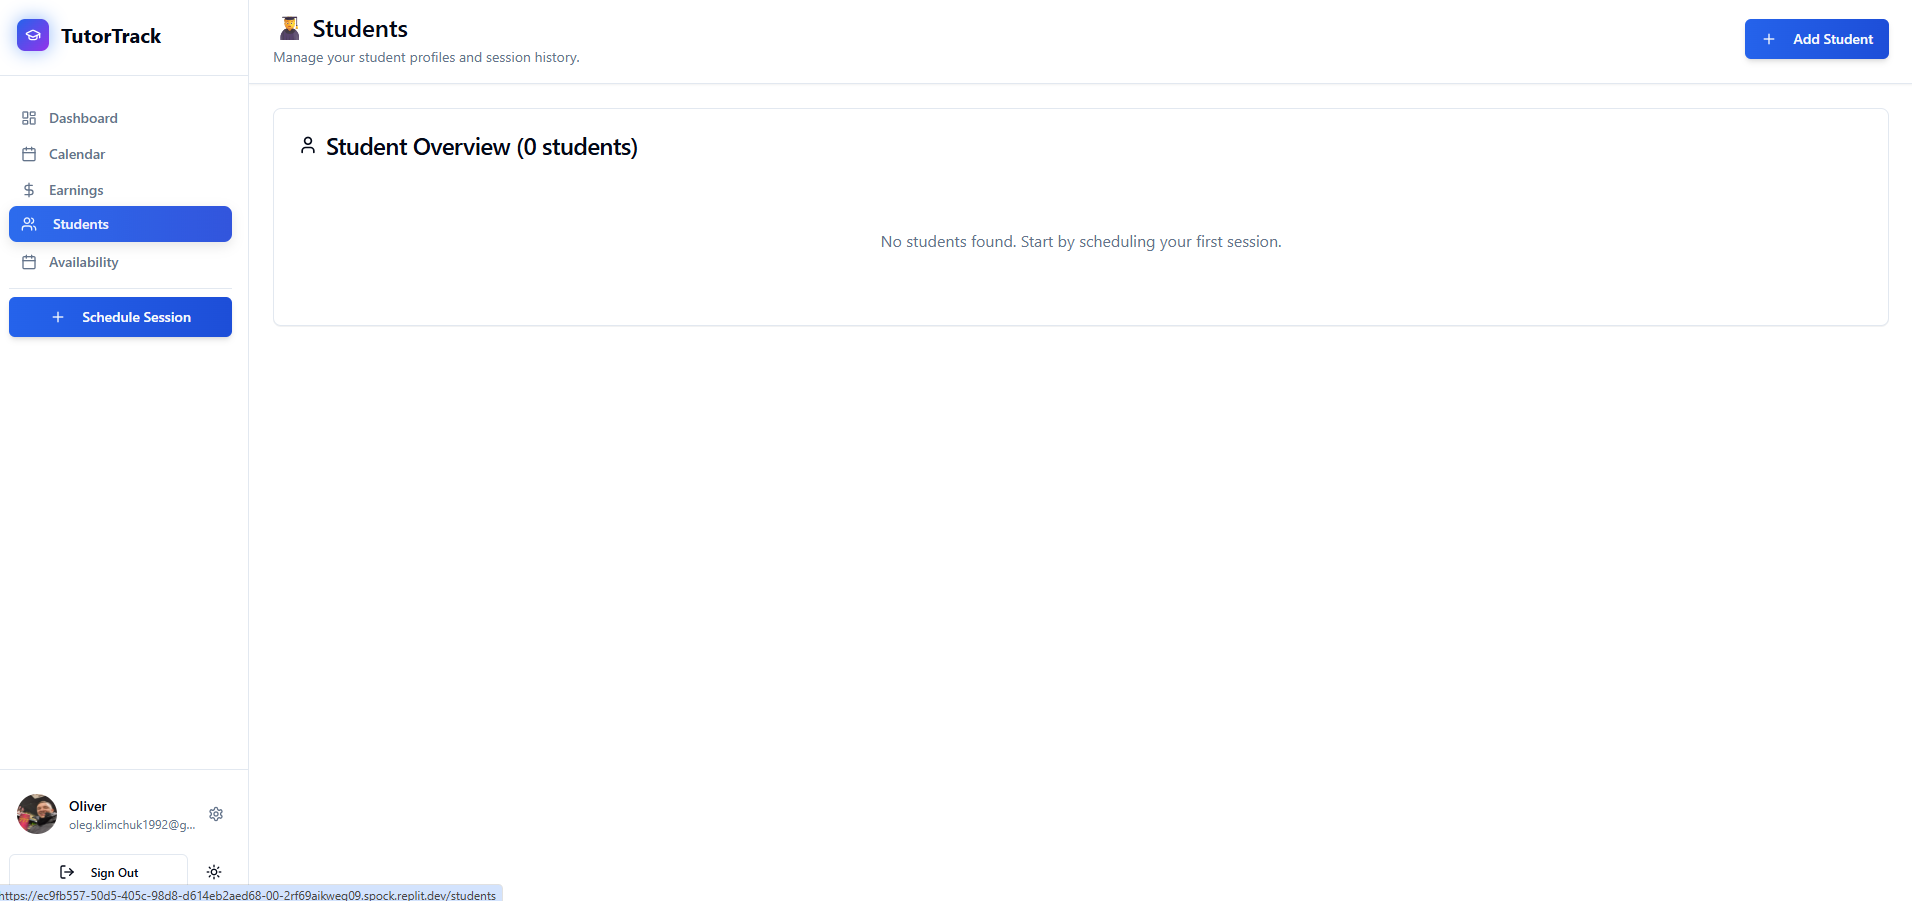 TutorTrack
Dashboard
Calendar
Earnings
Students
Availability
Schedule Session
Oliver
oleg.klimchuk1992@g...
Sign Out
https://ec9fb557-50d5-405c-98d8-d614eb2aed68-00-2rf69aikweg09.spock.replit.dev/students
Students
Manage your student profiles and session history.
Add Student
Student Overview (0 students)
No students found. Start by scheduling your first session.